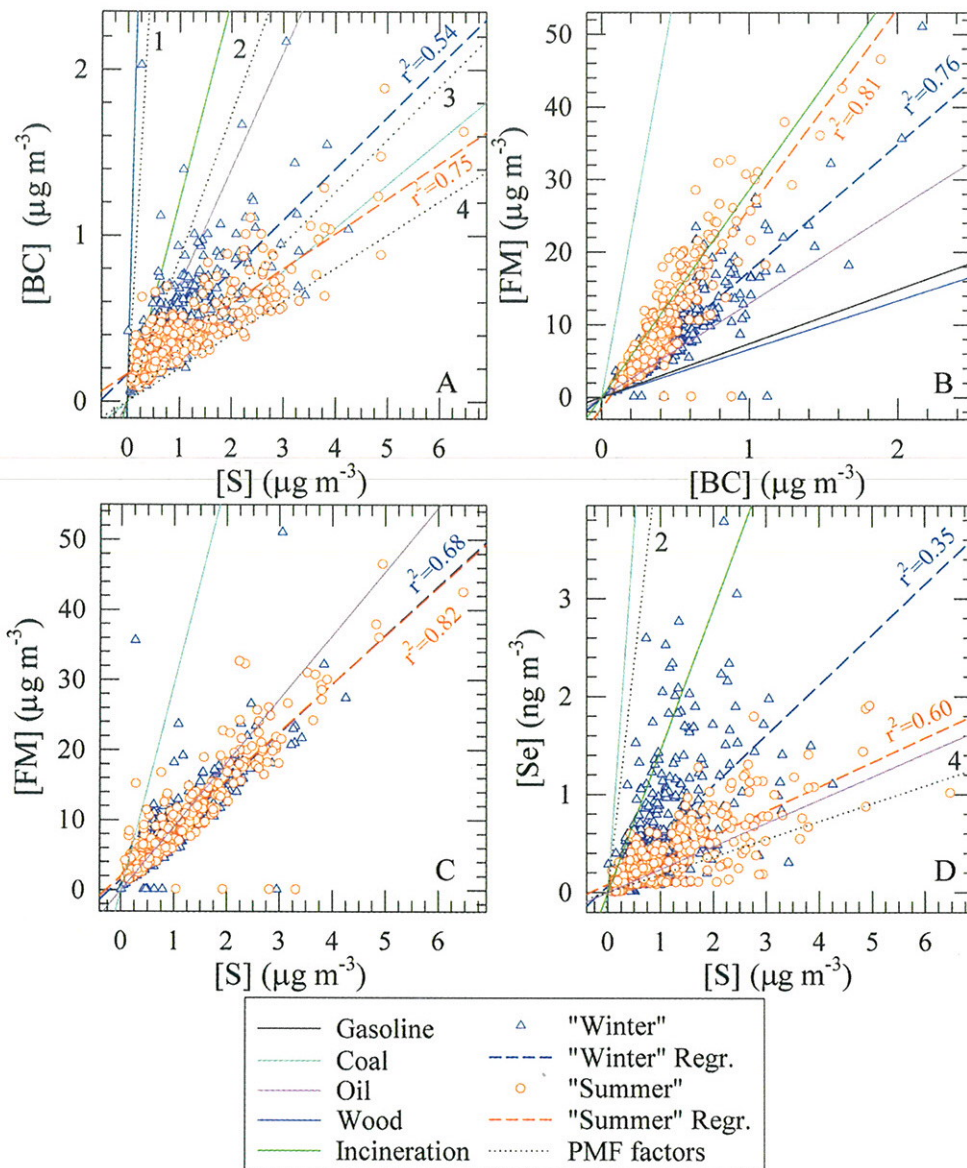 1
2
r²=0.54
3
r²=0.75
4
A
[BC] (µg m⁻³)
2
1
0
0 1 2 3 4 5 6
[S] (µg m⁻³)
r²=0.81
r²=0.76
B
[FM] (µg m⁻³)
50
40
30
20
10
0
0 1 2
[BC] (µg m⁻³)
r²=0.68
r²=0.82
C
[FM] (µg m⁻³)
50
40
30
20
10
0
0 1 2 3 4 5 6
[S] (µg m⁻³)
2
r²=0.35
r²=0.60
4
D
[Se] (ng m⁻³)
3
2
1
0
0 1 2 3 4 5 6
[S] (µg m⁻³)
Gasoline
Coal
Oil
Wood
Incineration
"Winter"
"Winter" Regr.
"Summer"
"Summer" Regr.
PMF factors